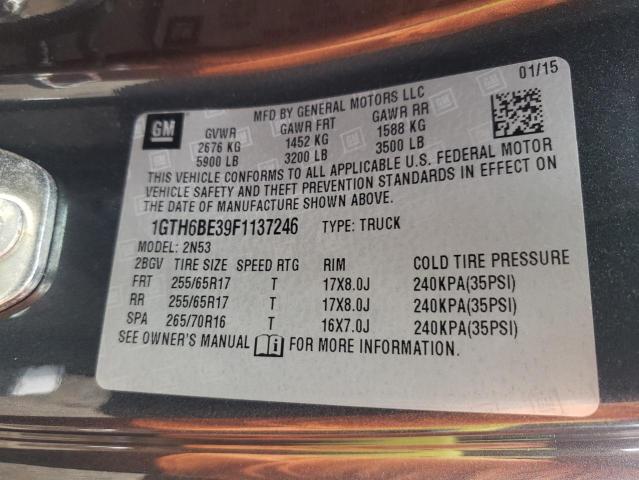 01/15
GM
MFD BY GENERAL MOTORS LLC
GVWR GAWR FRT GAWR RR
2676 KG 1452 KG 1588 KG
5900 LB 3200 LB 3500 LB
THIS VEHICLE CONFORMS TO ALL APPLICABLE U.S. FEDERAL MOTOR
VEHICLE SAFETY AND THEFT PREVENTION STANDARDS IN EFFECT ON
THE DATE OF MANUFACTURE SHOWN ABOVE.
1GTH6BE39F1137246 TYPE: TRUCK
MODEL: 2N53
2BGV TIRE SIZE SPEED RTG RIM COLD TIRE PRESSURE
FRT 255/65R17 T 17X8.0J 240KPA(35PSI)
RR 255/65R17 T 17X8.0J 240KPA(35PSI)
SPA 265/70R16 T 16X7.0J 240KPA(35PSI)
SEE OWNER'S MANUAL FOR MORE INFORMATION.